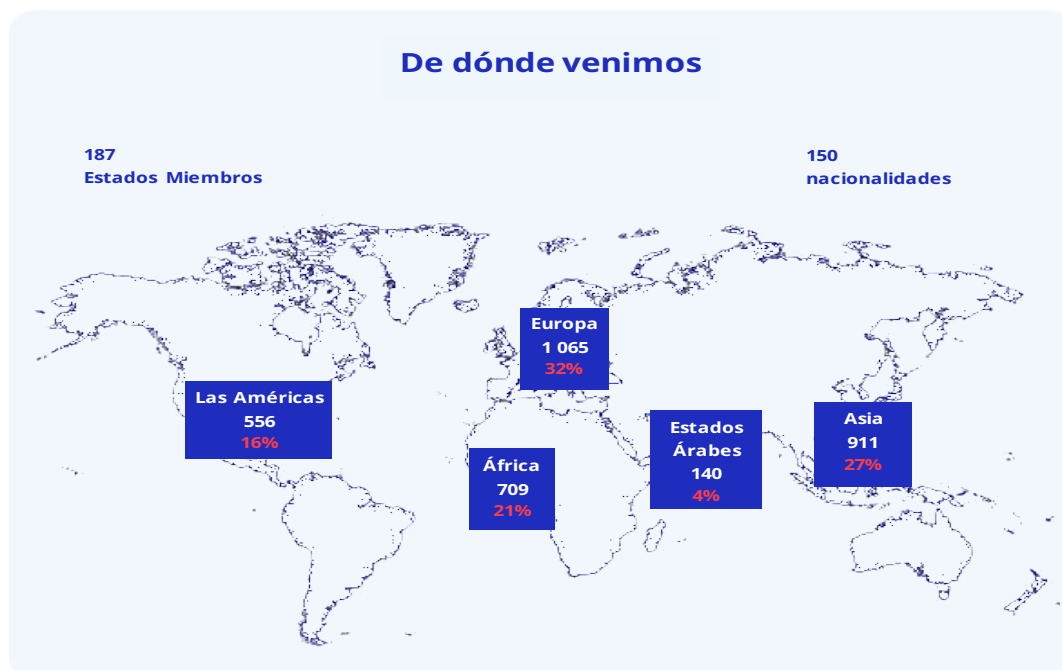 De dónde venimos
187
Estados Miembros
150
nacionalidades
Europa
1 065
32%
Las Américas
556
16%
Estados
Árabes
140
4%
Asia
911
27%
África
709
21%